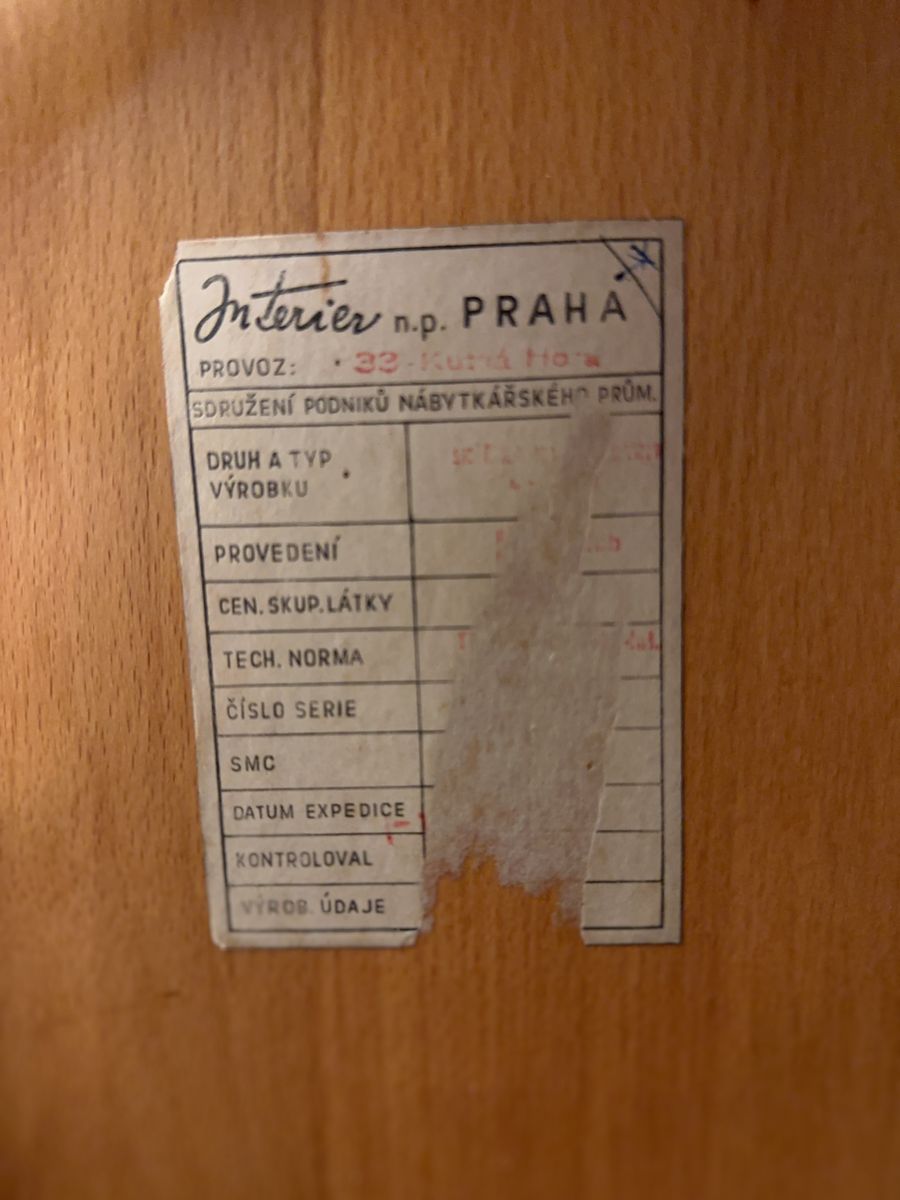 Interier n.p. PRAHA
PROVOZ: 33-Kutná Hora
SDRUŽENÍ PODNIKŮ NÁBYTKÁŘSKÉHO PRŮM.
DRUH A TYP
VÝROBKU
PROVEDENÍ
CEN. SKUP. LÁTKY
TECH. NORMA
ČÍSLO SERIE
SMC
DATUM EXPEDICE
KONTROLOVAL
VÝROB. ÚDAJE